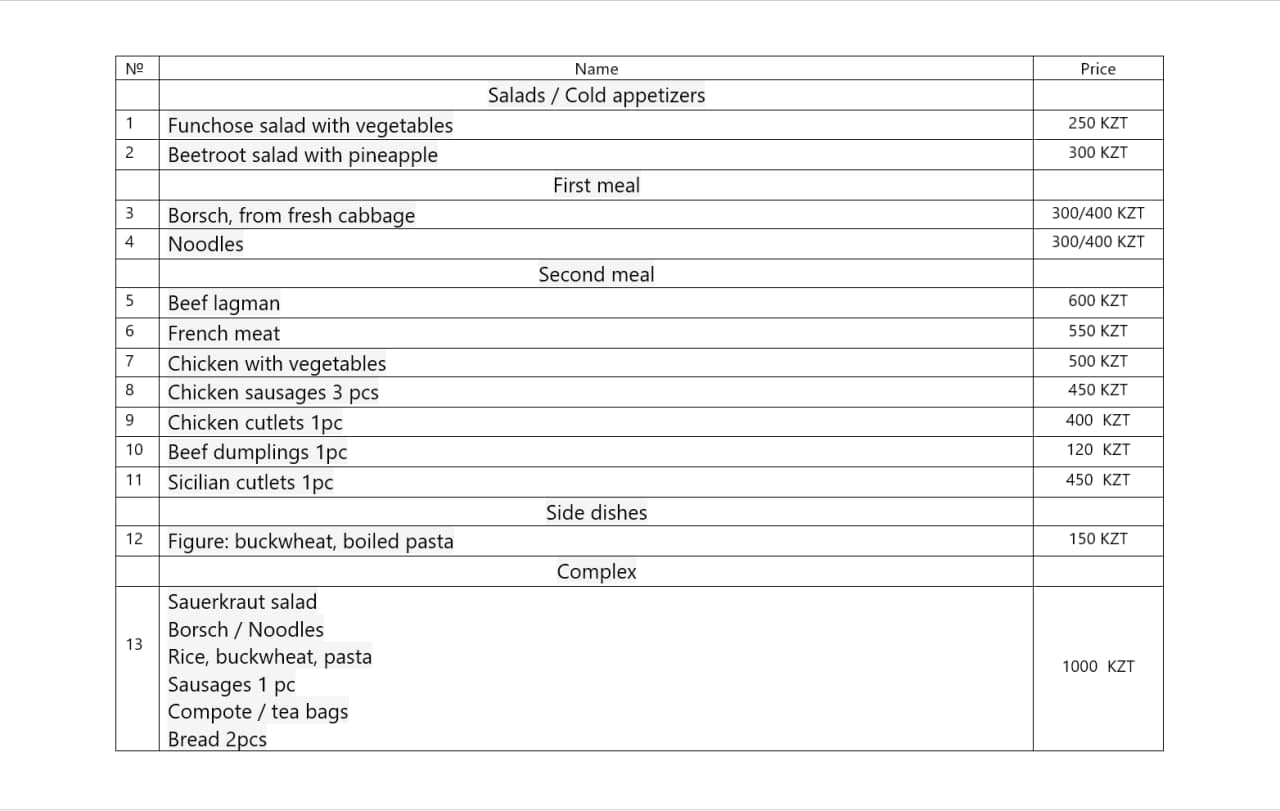 № Name Price
Salads / Cold appetizers
1 Funchose salad with vegetables 250 KZT
2 Beetroot salad with pineapple 300 KZT
First meal
3 Borsch, from fresh cabbage 300/400 KZT
4 Noodles 300/400 KZT
Second meal
5 Beef lagman 600 KZT
6 French meat 550 KZT
7 Chicken with vegetables 500 KZT
8 Chicken sausages 3 pcs 450 KZT
9 Chicken cutlets 1pc 400 KZT
10 Beef dumplings 1pc 120 KZT
11 Sicilian cutlets 1pc 450 KZT
Side dishes
12 Figure: buckwheat, boiled pasta 150 KZT
Complex
Sauerkraut salad
Borsch / Noodles
13 Rice, buckwheat, pasta 1000 KZT
Sausages 1 pc
Compote / tea bags
Bread 2pcs